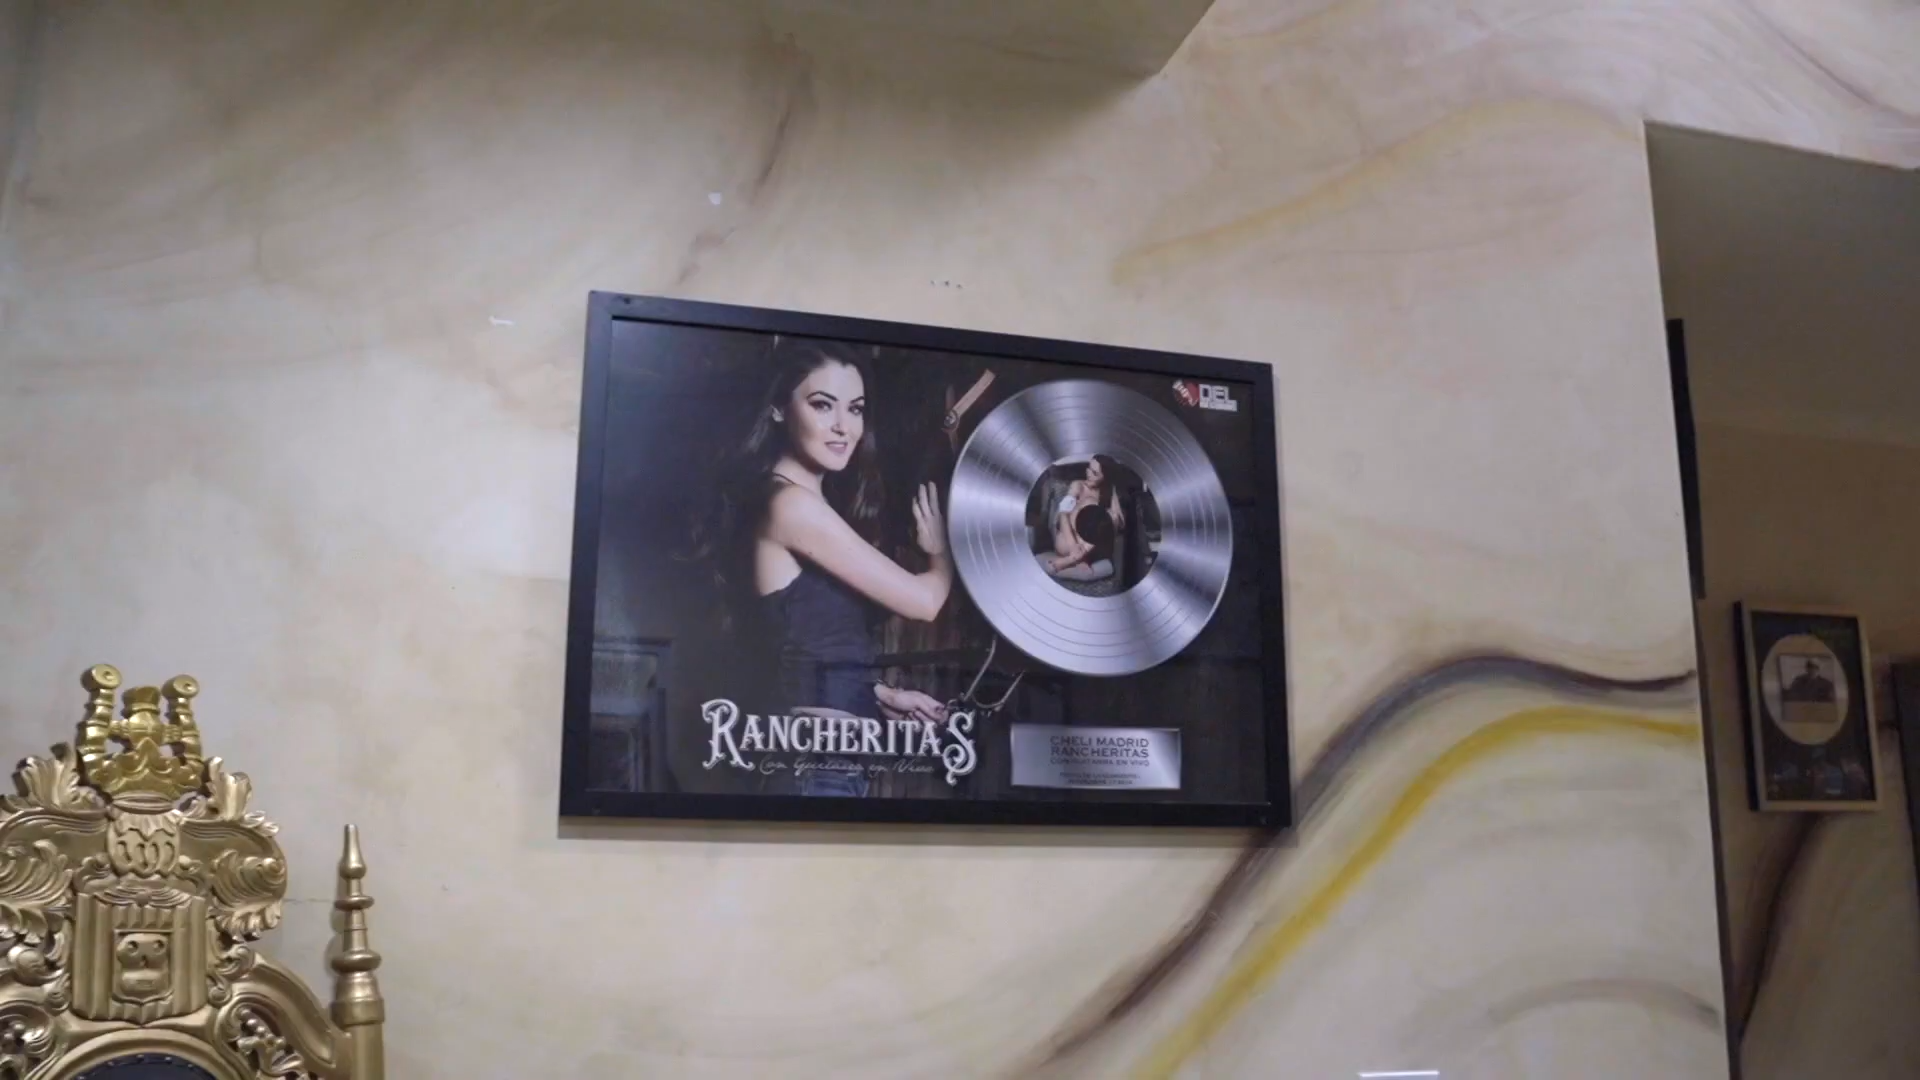 DEL
RANCHERITAS
Con Guitarra en Vivo
CHELI MADRID
RANCHERITAS
CON GUITARRA EN VIVO